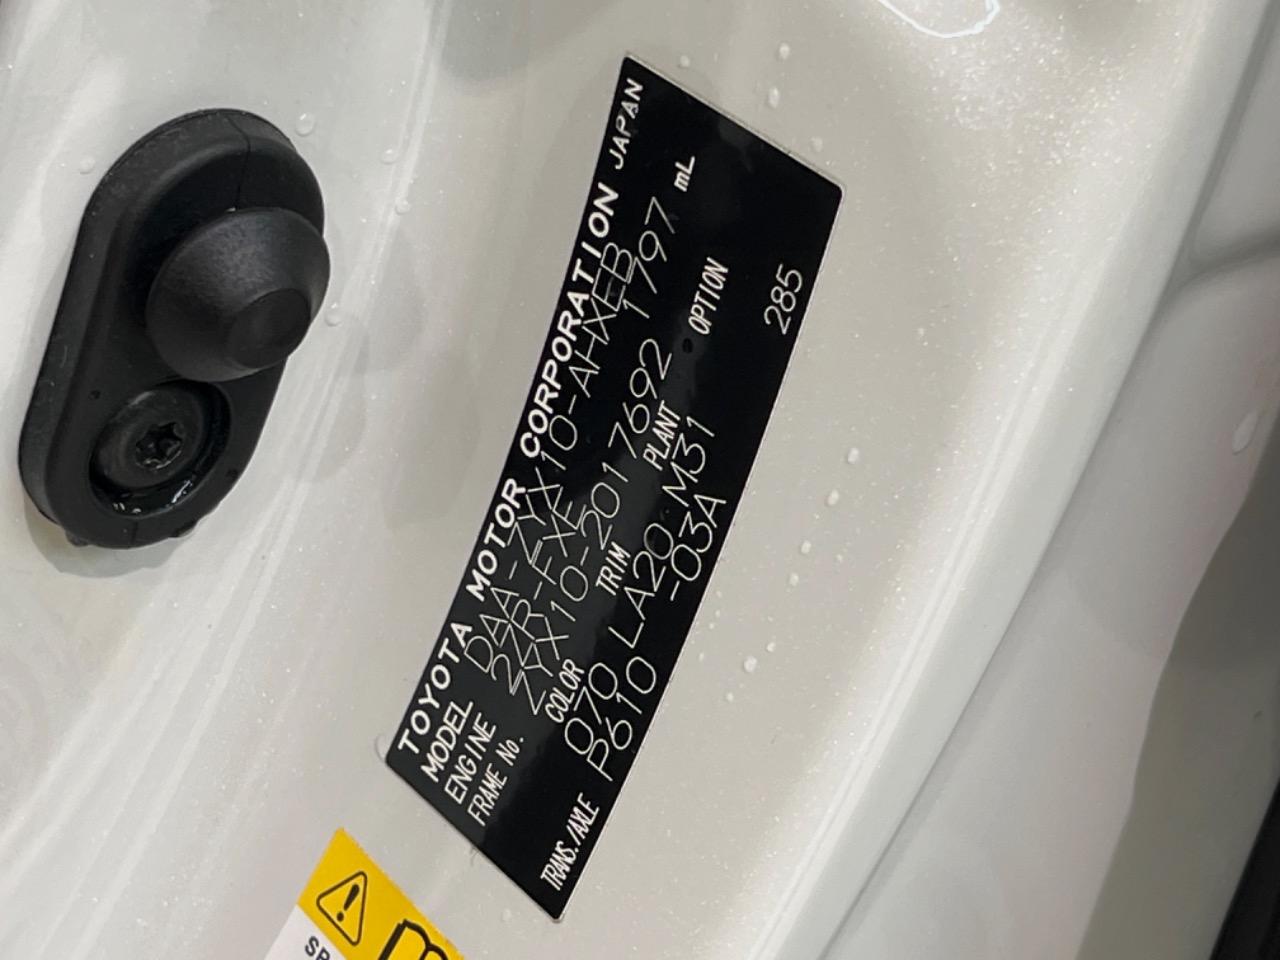 TOYOTA MOTOR CORPORATION JAPAN
MODEL DAA-ZYX10-AHXEB
ENGINE 2ZR-FXE 1797 mL
FRAME No. ZYX10-2017692
COLOR TRIM PLANT OPTION
070 LA20 M31
TRANS./AXLE P610 -03A 285